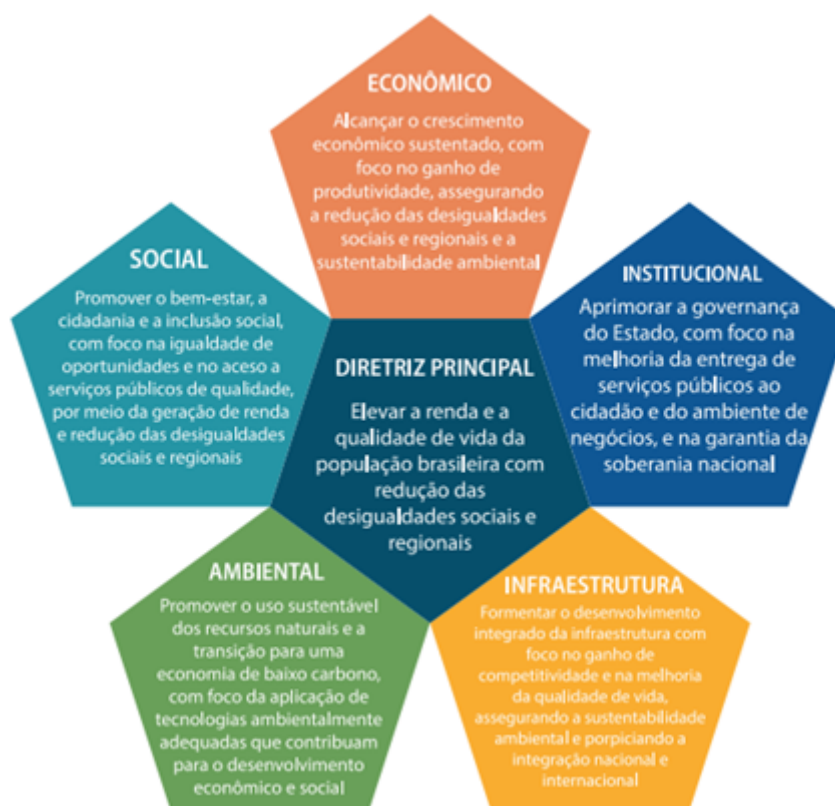 ECONÔMICO
Alcançar o crescimento
econômico sustentado, com
foco no ganho de
produtividade, assegurando
a redução das desigualdades
sociais e regionais e a
sustentabilidade ambiental
SOCIAL
Promover o bem-estar, a
cidadania e a inclusão social,
com foco na igualdade de
oportunidades e no aceso a
serviços públicos de qualidade,
por meio da geração de renda
e redução das desigualdades
sociais e regionais
INSTITUCIONAL
Aprimorar a governança
do Estado, com foco na
melhoria da entrega de
serviços públicos ao
cidadão e do ambiente de
negócios, e na garantia da
soberania nacional
DIRETRIZ PRINCIPAL
Elevar a renda e a
qualidade de vida da
população brasileira com
redução das
desigualdades sociais e
regionais
AMBIENTAL
Promover o uso sustentável
dos recursos naturais e a
transição para uma
economia de baixo carbono,
com foco da aplicação de
tecnologias ambientalmente
adequadas que contribuam
para o desenvolvimento
econômico e social
INFRAESTRUTURA
Formentar o desenvolvimento
integrado da infraestrutura com
foco no ganho de
competitividade e na melhoria
da qualidade de vida,
assegurando a sustentabilidade
ambiental e porpiciando a
integração nacional e
internacional